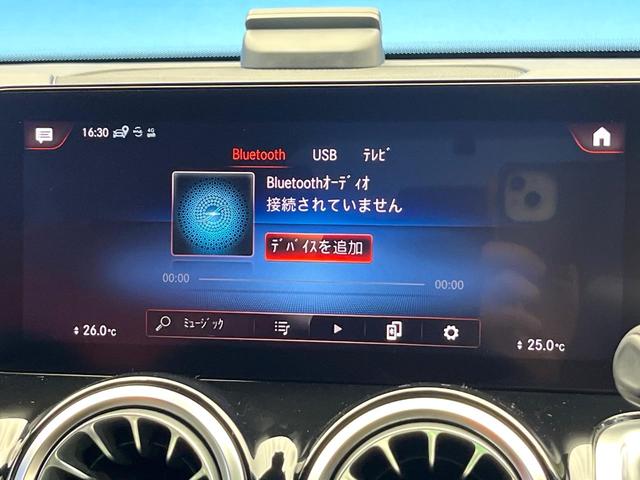 16:30 4G
Bluetooth USB ﾃﾚﾋﾞ
Bluetoothｵｰﾃﾞｨｵ
接続されていません
ﾃﾞﾊﾞｲｽを追加
00:00 00:00
ﾐｭｰｼﾞｯｸ
26.0℃
25.0℃